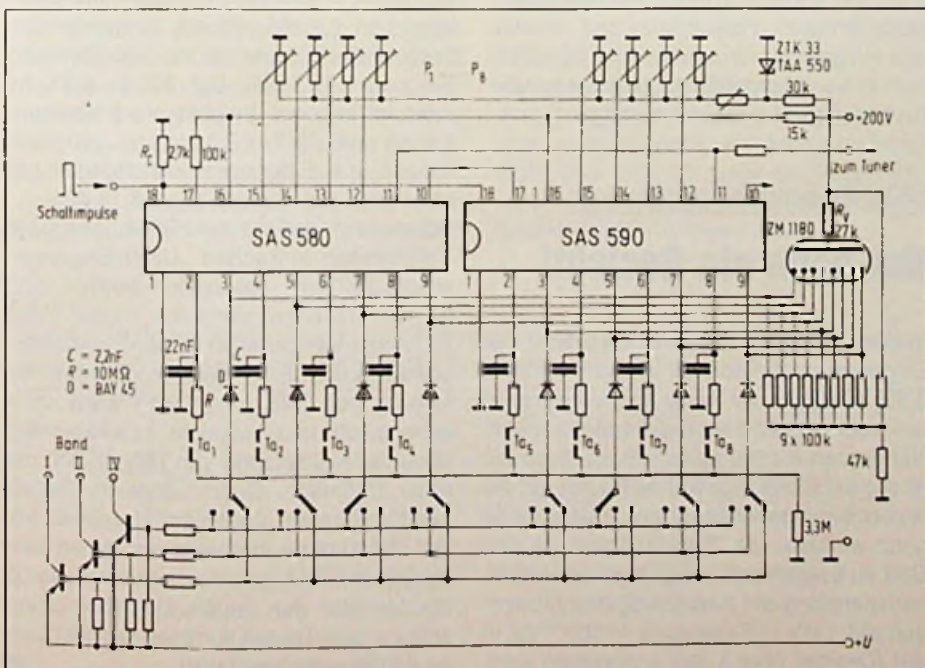 P₁ P₈
ZTK 33
TAA 550
30k
+200V
15k
R_C 2,7k 100k
zum Tuner
Schaltimpulse
18 17 16 15 14 13 12 11 10
18 17 1 16 15 14 13 12 11 10
R_V
27k
ZM 1180
SAS 580
SAS 590
1 2 3 4 5 6 7 8 9
1 2 3 4 5 6 7 8 9
22nF C
C = 2,2nF
R = 10MΩ
D = BAY 45
D R
Ta₁ Ta₂ Ta₃ Ta₄ Ta₅ Ta₆ Ta₇ Ta₈
9 x 100k
47k
Band
I II IV
3,3M
+U